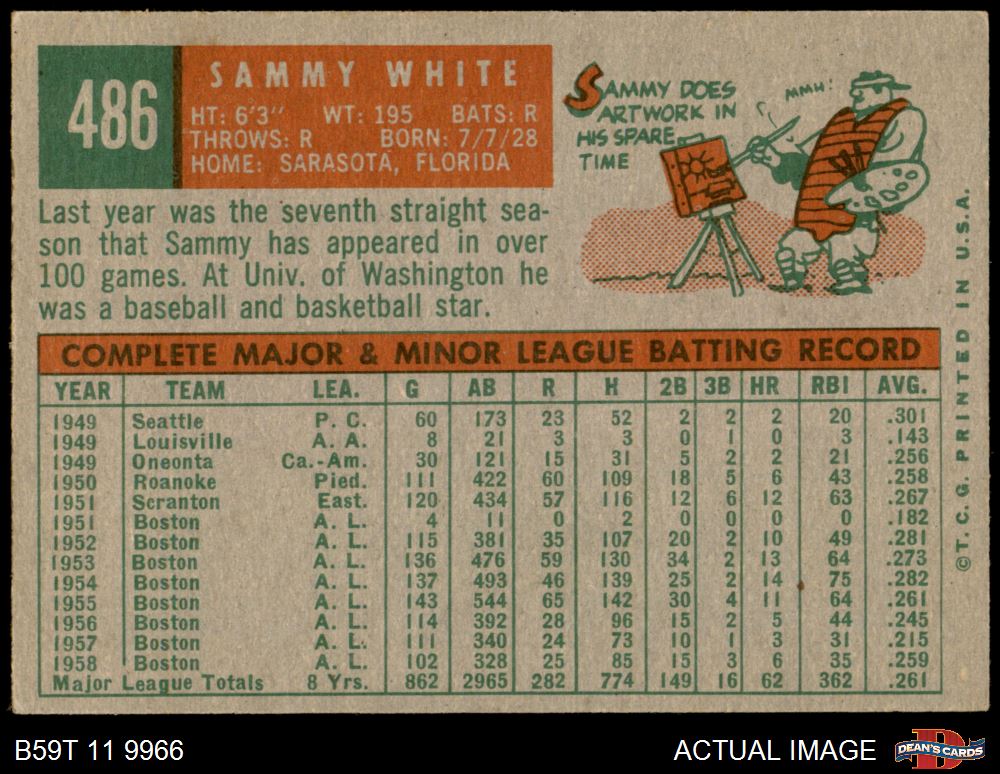 486
SAMMY WHITE
HT: 6'3" WT: 195 BATS: R
THROWS: R BORN: 7/7/28
HOME: SARASOTA, FLORIDA
SAMMY DOES
ARTWORK IN
HIS SPARE
TIME
MMH!
Last year was the seventh straight sea-
son that Sammy has appeared in over
100 games. At Univ. of Washington he
was a baseball and basketball star.
COMPLETE MAJOR & MINOR LEAGUE BATTING RECORD
YEAR TEAM LEA. G AB R H 2B 3B HR RBI AVG.
1949 Seattle P. C. 60 173 23 52 2 2 2 20 .301
1949 Louisville A. A. 8 21 3 3 0 1 0 3 .143
1949 Oneonta Ca.-Am. 30 121 15 31 5 2 2 21 .256
1950 Roanoke Pied. 111 422 60 109 18 5 6 43 .258
1951 Scranton East. 120 434 57 116 12 6 12 63 .267
1951 Boston A. L. 4 11 0 2 0 0 0 0 .182
1952 Boston A. L. 115 381 35 107 20 2 10 49 .281
1953 Boston A. L. 136 476 59 130 34 2 13 64 .273
1954 Boston A. L. 137 493 46 139 25 2 14 75 .282
1955 Boston A. L. 143 544 65 142 30 4 11 64 .261
1956 Boston A. L. 114 392 28 96 15 2 5 44 .245
1957 Boston A. L. 111 340 24 73 10 1 3 31 .215
1958 Boston A. L. 102 328 25 85 15 3 6 35 .259
Major League Totals 8 Yrs. 862 2965 282 774 149 16 62 362 .261
©T. C. G. PRINTED IN U.S.A.
B59T 11 9966
ACTUAL IMAGE
D
DEAN'S CARDS